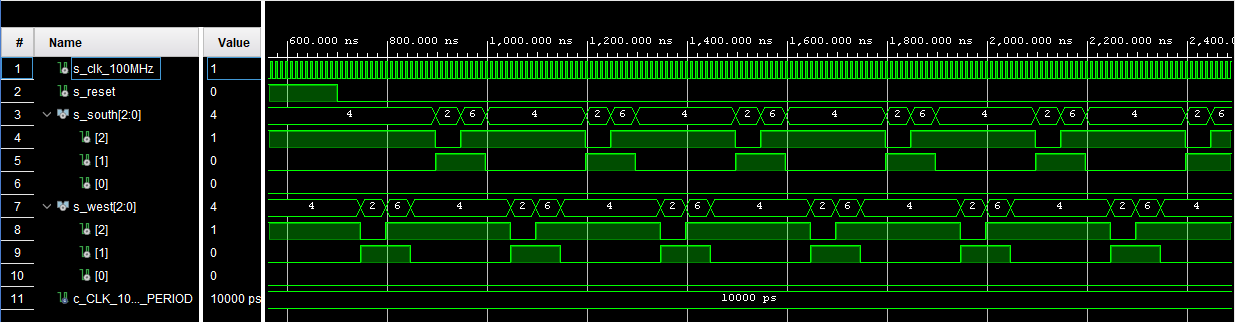 600.000 ns 800.000 ns 1,000.000 ns 1,200.000 ns 1,400.000 ns 1,600.000 ns 1,800.000 ns 2,000.000 ns 2,200.000 ns 2,400.
# Name Value
1 s_clk_100MHz 1
2 s_reset 0
3 s_south[2:0] 4 4 2 6 4 2 6 4 2 6 4 2 6 4 2 6 4 2 6
4 [2] 1
5 [1] 0
6 [0] 0
7 s_west[2:0] 4 4 2 6 4 2 6 4 2 6 4 2 6 4 2 6 4 2 6 4
8 [2] 1
9 [1] 0
10 [0] 0
11 c_CLK_10..._PERIOD 10000 ps 10000 ps